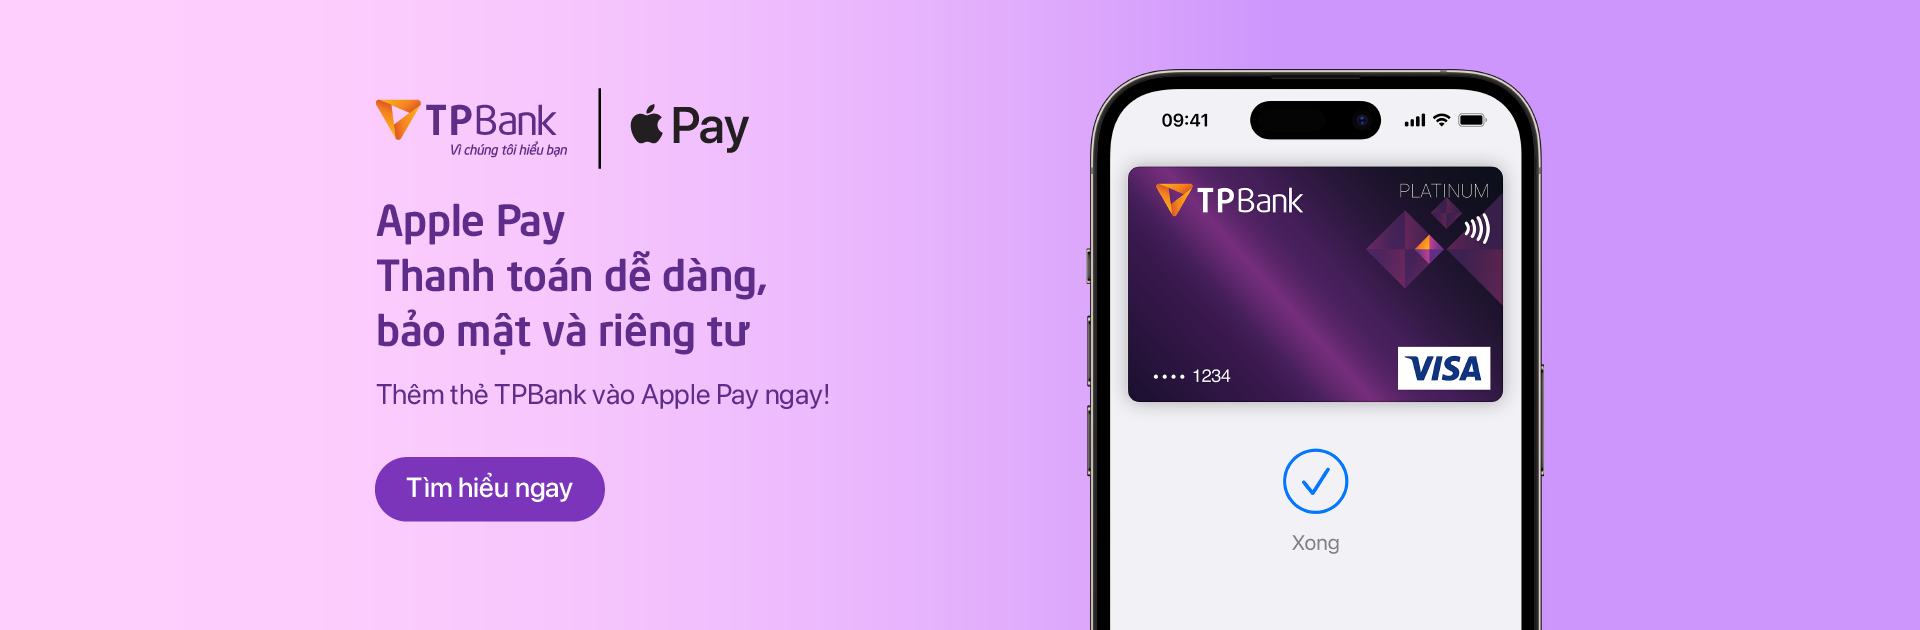 TPBank
Vì chúng tôi hiểu bạn
Pay
Apple Pay
Thanh toán dễ dàng,
bảo mật và riêng tư
Thêm thẻ TPBank vào Apple Pay ngay!
Tìm hiểu ngay
09:41
TPBank
PLATINUM
•••• 1234
VISA
Xong